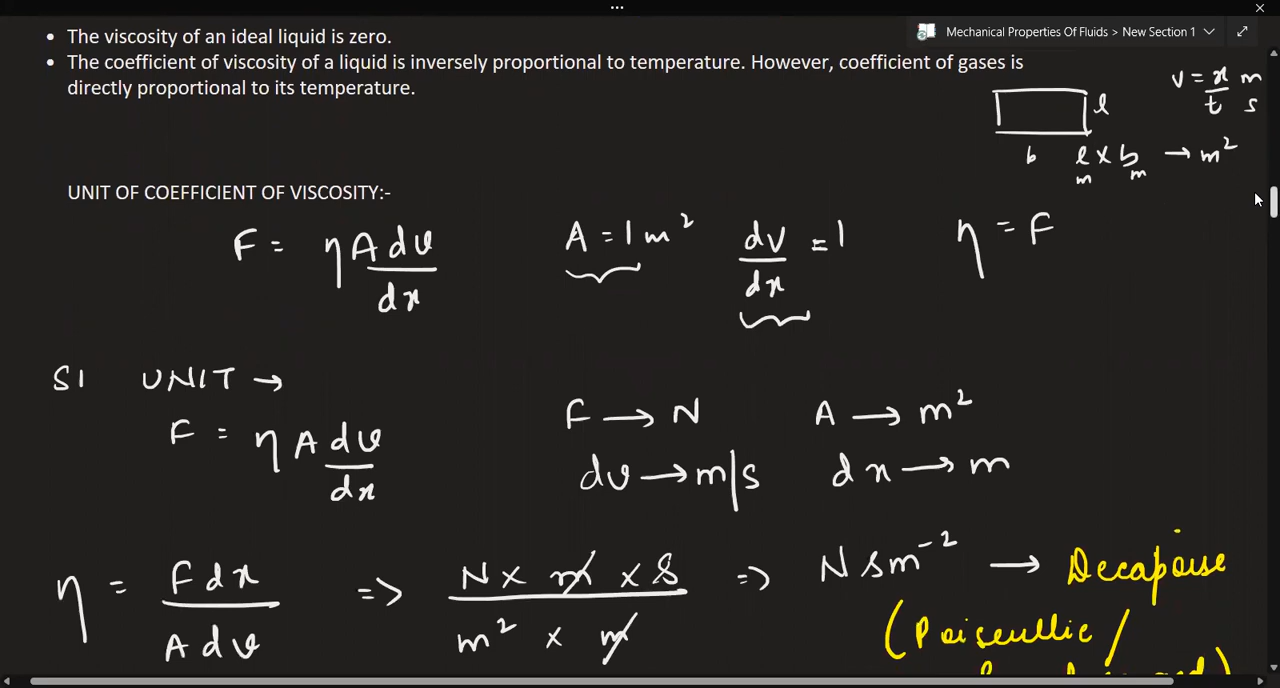 Mechanical Properties Of Fluids > New Section 1
• The viscosity of an ideal liquid is zero.
• The coefficient of viscosity of a liquid is inversely proportional to temperature. However, coefficient of gases is
directly proportional to its temperature.
v = x/t m/s
l
b l × b → m²
m m
UNIT OF COEFFICIENT OF VISCOSITY:-
F = η A dv/dx A = 1 m² dv/dx = 1 η = F
SI UNIT →
F = η A dv/dx
F → N A → m²
dv → m/s dx → m
η = F dx / A dv => N × m × s / m² × m => N s m⁻² → Decapoise
(Poiseullie /